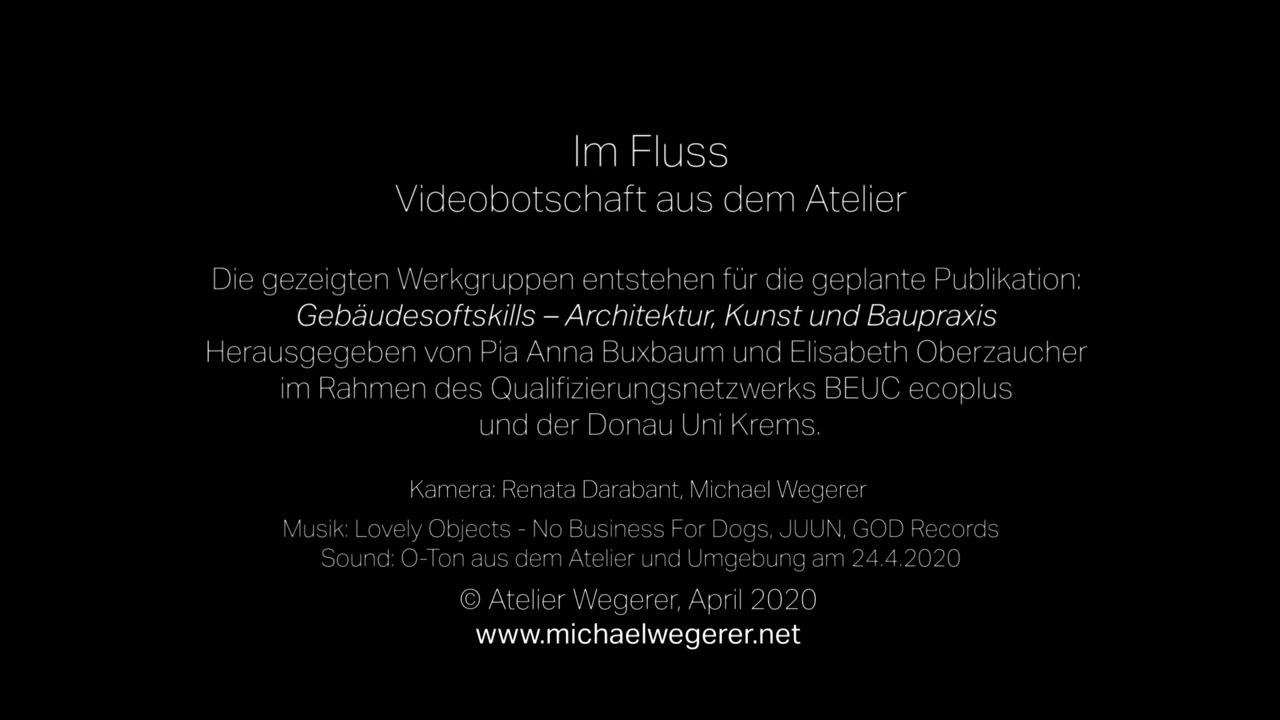 Im Fluss
Videobotschaft aus dem Atelier
Die gezeigten Werkgruppen entstehen für die geplante Publikation:
Gebäudesoftskills – Architektur, Kunst und Baupraxis
Herausgegeben von Pia Anna Buxbaum und Elisabeth Oberzaucher
im Rahmen des Qualifizierungsnetzwerks BEUC ecoplus
und der Donau Uni Krems.
Kamera: Renata Darabant, Michael Wegerer
Musik: Lovely Objects - No Business For Dogs, JUUN, GOD Records
Sound: O-Ton aus dem Atelier und Umgebung am 24.4.2020
© Atelier Wegerer, April 2020
www.michaelwegerer.net